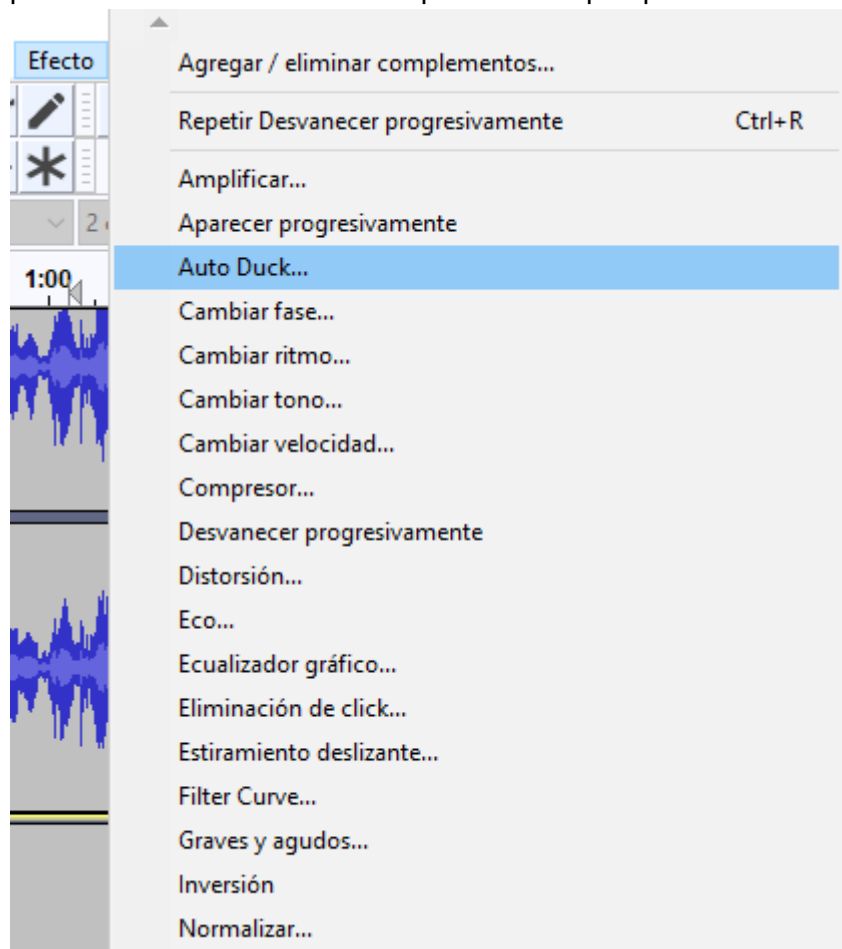 Efecto
Agregar / eliminar complementos...
Repetir Desvanecer progresivamente Ctrl+R
Amplificar...
Aparecer progresivamente
2
Auto Duck...
1:00
Cambiar fase...
Cambiar ritmo...
Cambiar tono...
Cambiar velocidad...
Compresor...
Desvanecer progresivamente
Distorsión...
Eco...
Ecualizador gráfico...
Eliminación de click...
Estiramiento deslizante...
Filter Curve...
Graves y agudos...
Inversión
Normalizar...